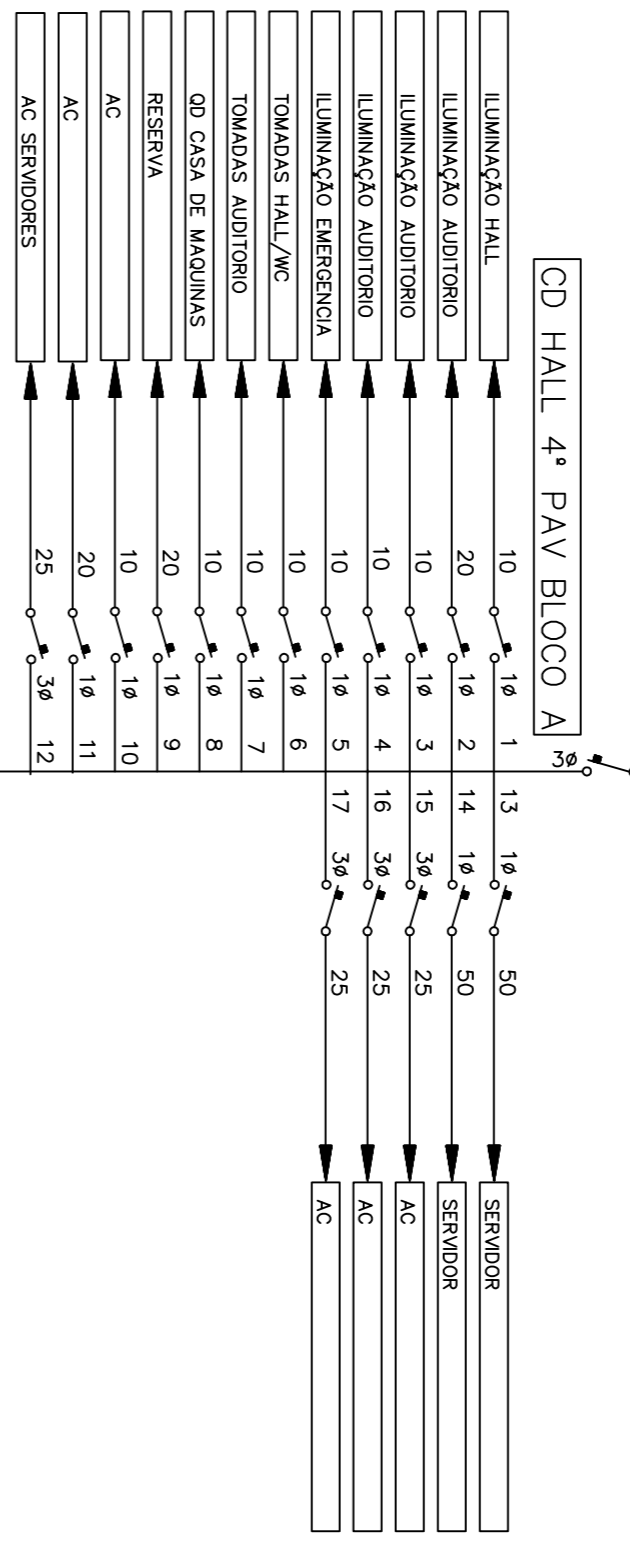 CD HALL 4º PAV BLOCO A
3ø
ILUMINAÇÃO HALL 10 1ø 1
ILUMINAÇÃO AUDITORIO 20 1ø 2
ILUMINAÇÃO AUDITORIO 10 1ø 3
ILUMINAÇÃO AUDITORIO 10 1ø 4
ILUMINAÇÃO EMERGENCIA 10 1ø 5
TOMADAS HALL/WC 10 1ø 6
TOMADAS AUDITORIO 10 1ø 7
QD CASA DE MAQUINAS 10 1ø 8
RESERVA 20 1ø 9
AC 10 1ø 10
AC 20 1ø 11
AC SERVIDORES 25 3ø 12
13 1ø 50 SERVIDOR
14 1ø 50 SERVIDOR
15 3ø 25 AC
16 3ø 25 AC
17 3ø 25 AC